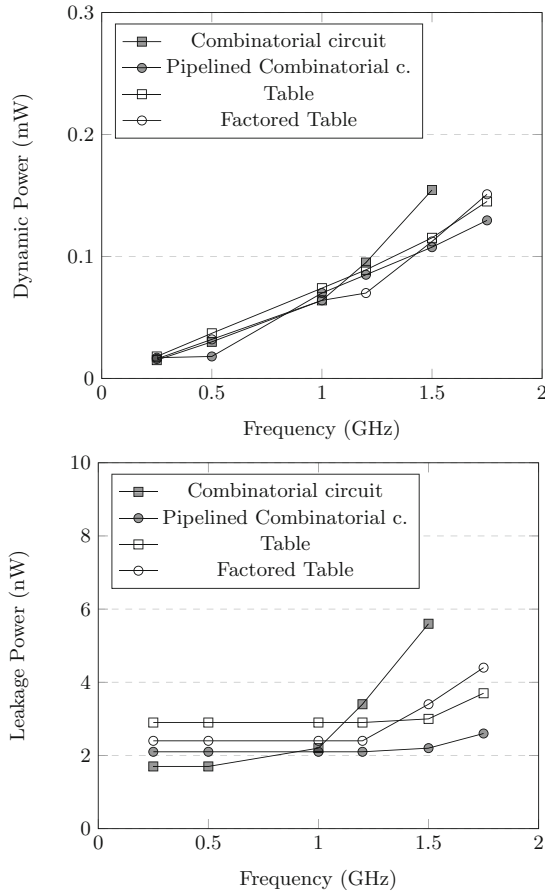 0.3
Combinatorial circuit
Pipelined Combinatorial c.
Table
Factored Table
0.2
0.1
0
Dynamic Power (mW)
0.5
1
1.5
2
Frequency (GHz)
10
Combinatorial circuit
Pipelined Combinatorial c.
Table
Factored Table
8
6
4
2
0
Leakage Power (nW)
0
0.5
1
1.5
2
Frequency (GHz)